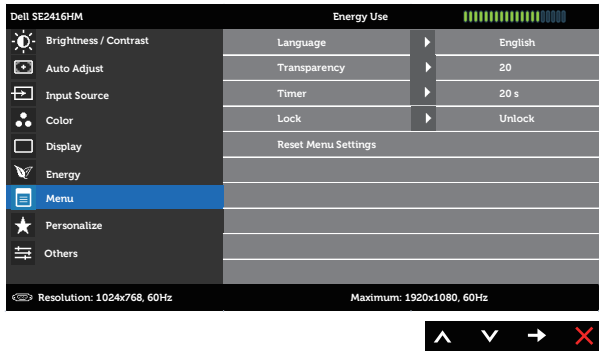 Dell SE2416HM Energy Use
Brightness / Contrast
Auto Adjust
Input Source
Color
Display
Energy
Menu
Personalize
Others
Language English
Transparency 20
Timer 20 s
Lock Unlock
Reset Menu Settings
Resolution: 1024x768, 60Hz Maximum: 1920x1080, 60Hz